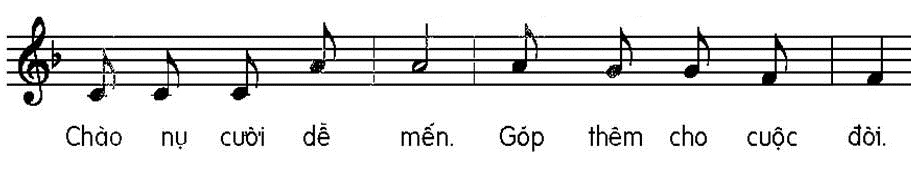 Chào nụ cười dễ mến. Góp thêm cho cuộc đời.